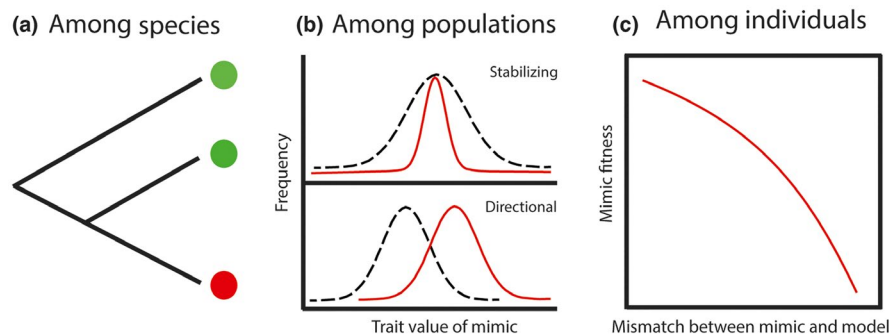 (a) Among species
(b) Among populations
Stabilizing
Directional
Frequency
Trait value of mimic
(c) Among individuals
Mimic fitness
Mismatch between mimic and model